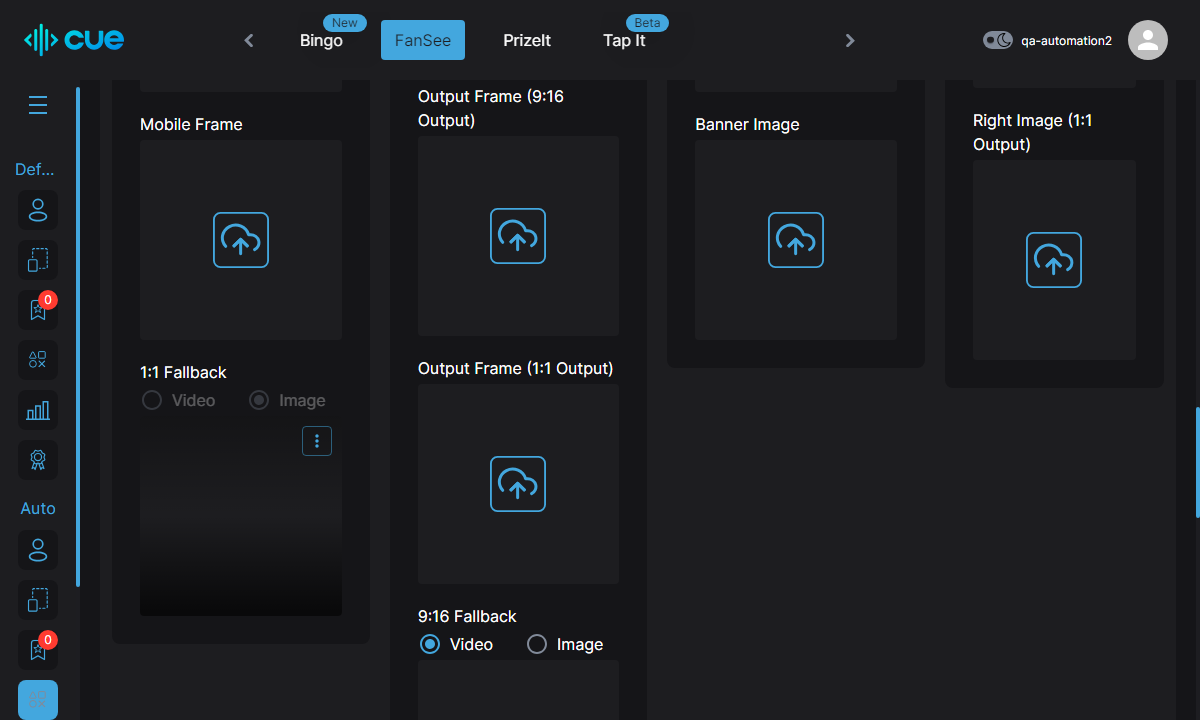 cue
New
Bingo
FanSee
PrizeIt
Beta
Tap It
qa-automation2
Def...
0
Auto
0
Mobile Frame
1:1 Fallback
Video
Image
Output Frame (9:16
Output)
Output Frame (1:1 Output)
9:16 Fallback
Video
Image
Banner Image
Right Image (1:1
Output)